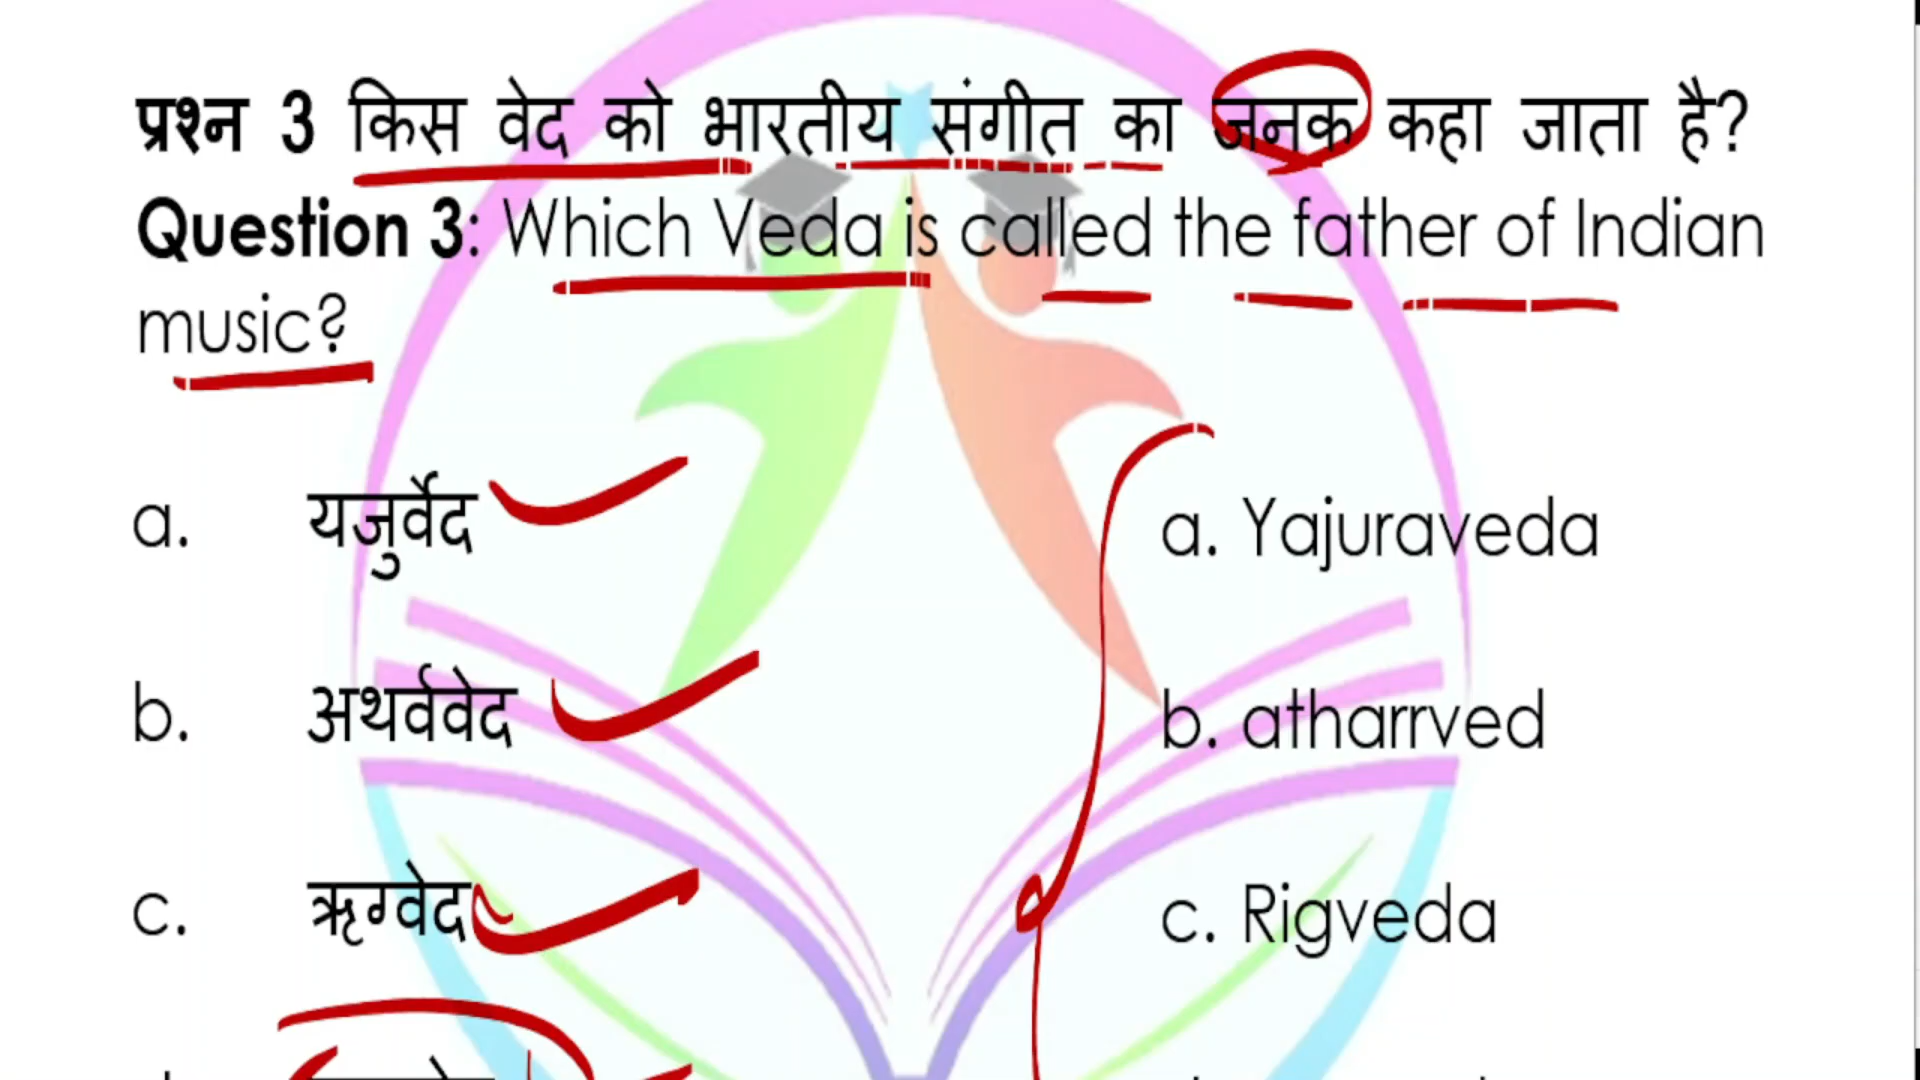 प्रश्न 3 किस वेद को भारतीय संगीत का जनक कहा जाता है?
Question 3: Which Veda is called the father of Indian
music?
a. यजुर्वेद
a. Yajuraveda
b. अथर्ववेद
b. atharrved
c. ऋग्वेद
c. Rigveda